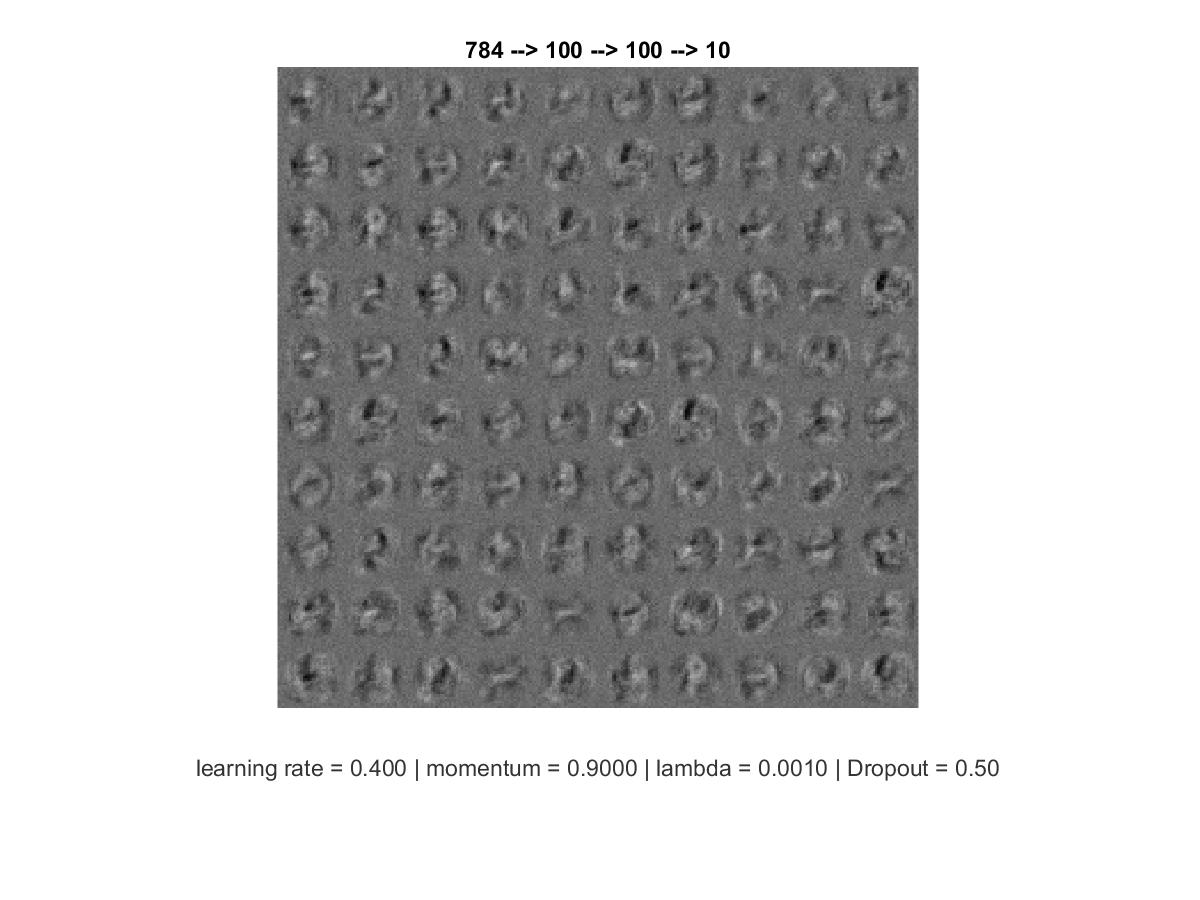 784 --> 100 --> 100 --> 10
learning rate = 0.400 | momentum = 0.9000 | lambda = 0.0010 | Dropout = 0.50